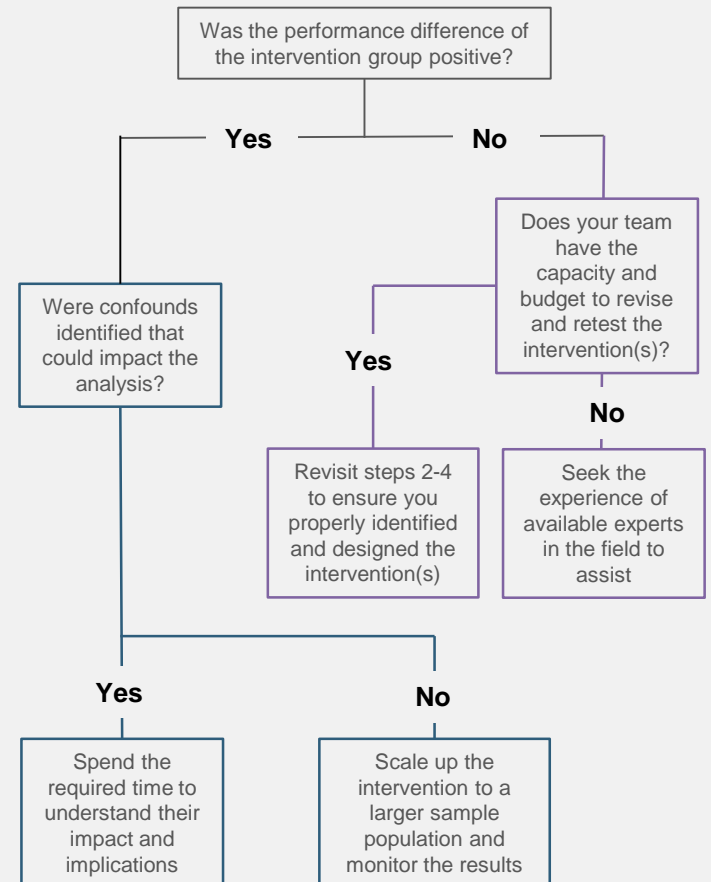 Was the performance difference of
the intervention group positive?
Yes
No
Does your team
have the
capacity and
budget to revise
and retest the
intervention(s)?
Were confounds
identified that
could impact the
analysis?
Yes
No
Revisit steps 2-4
to ensure you
properly identified
and designed the
intervention(s)
Seek the
experience of
available experts
in the field to
assist
Yes
No
Spend the
required time to
understand their
impact and
implications
Scale up the
intervention to a
larger sample
population and
monitor the results